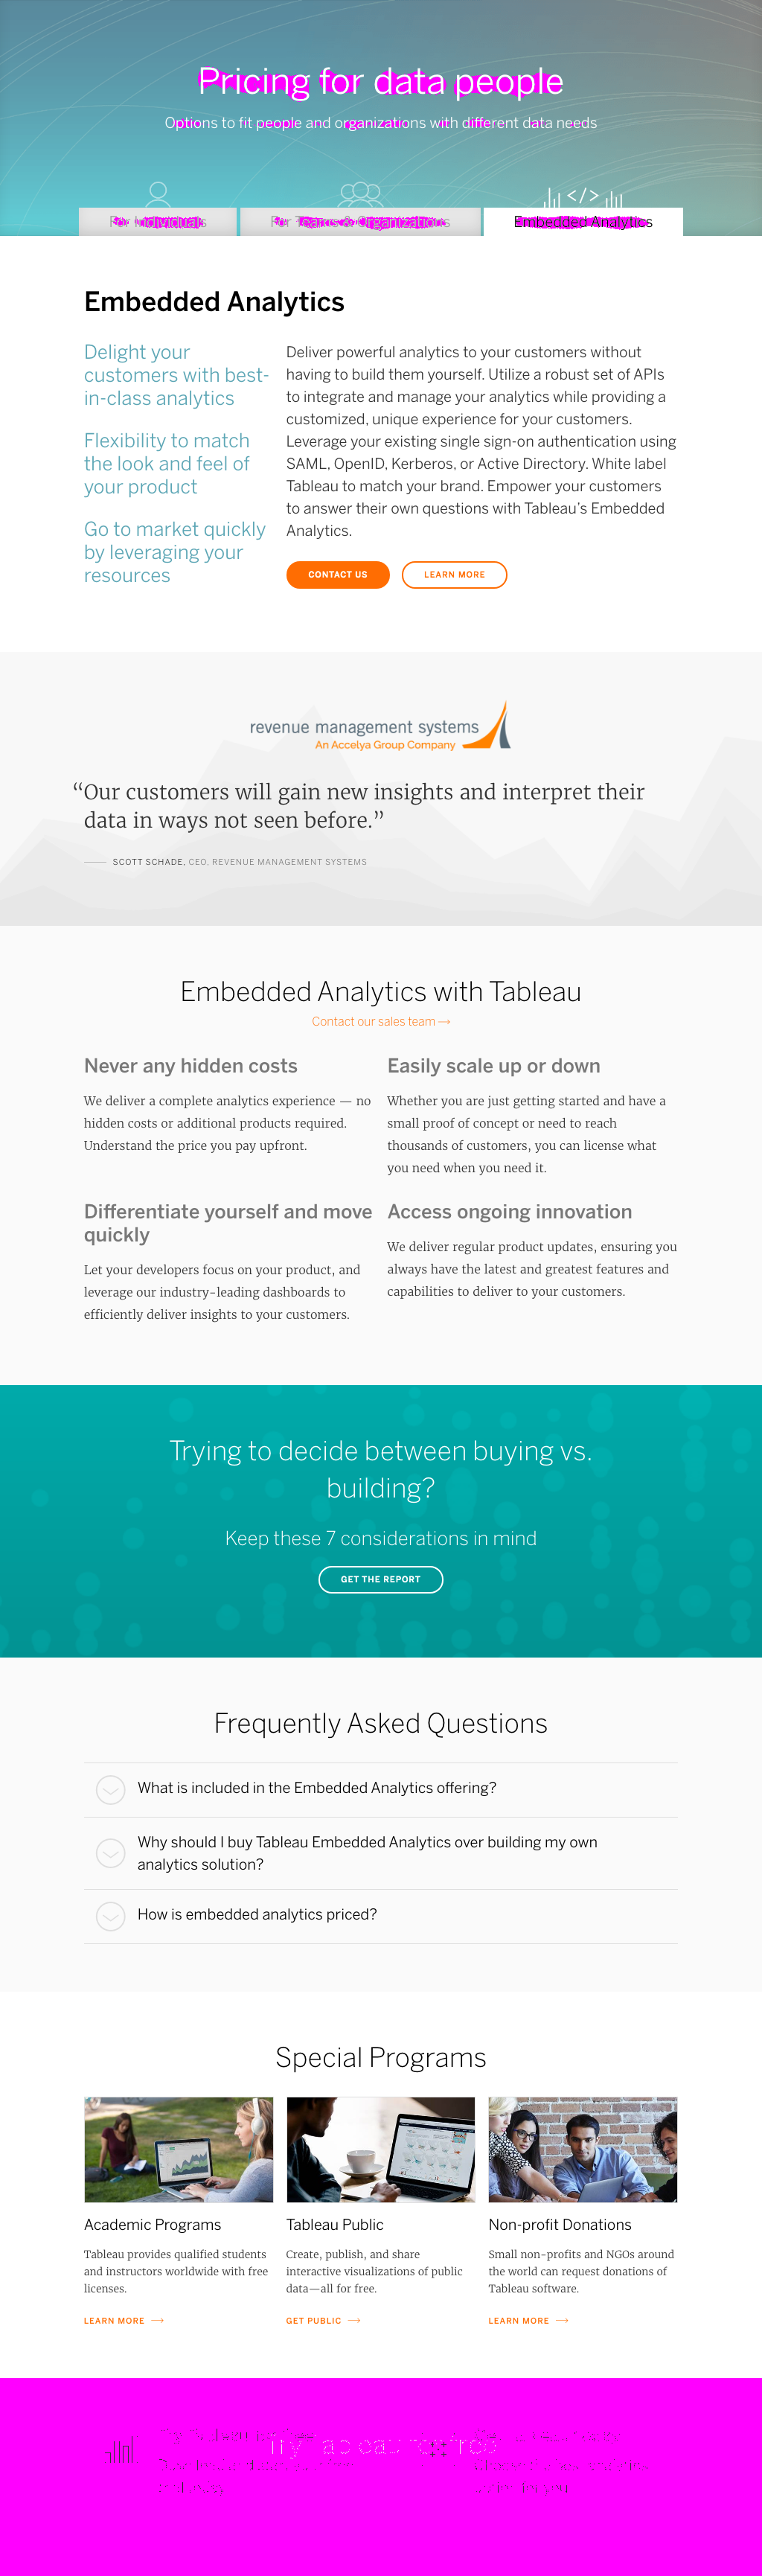 Pricing for data people
Options to fit people and organizations with different data needs
For Individuals
For Teams & Organizations
Embedded Analytics
Embedded Analytics
Delight your
customers with best-
in-class analytics
Flexibility to match
the look and feel of
your product
Go to market quickly
by leveraging your
resources
Deliver powerful analytics to your customers without
having to build them yourself. Utilize a robust set of APIs
to integrate and manage your analytics while providing a
customized, unique experience for your customers.
Leverage your existing single sign-on authentication using
SAML, OpenID, Kerberos, or Active Directory. White label
Tableau to match your brand. Empower your customers
to answer their own questions with Tableau’s Embedded
Analytics.
CONTACT US
LEARN MORE
revenue management systems
An Accelya Group Company
“Our customers will gain new insights and interpret their
data in ways not seen before.”
SCOTT SCHADE, CEO, REVENUE MANAGEMENT SYSTEMS
Embedded Analytics with Tableau
Contact our sales team
Never any hidden costs
We deliver a complete analytics experience — no
hidden costs or additional products required.
Understand the price you pay upfront.
Easily scale up or down
Whether you are just getting started and have a
small proof of concept or need to reach
thousands of customers, you can license what
you need when you need it.
Differentiate yourself and move
quickly
Let your developers focus on your product, and
leverage our industry-leading dashboards to
efficiently deliver insights to your customers.
Access ongoing innovation
We deliver regular product updates, ensuring you
always have the latest and greatest features and
capabilities to deliver to your customers.
Trying to decide between buying vs.
building?
Keep these 7 considerations in mind
GET THE REPORT
Frequently Asked Questions
What is included in the Embedded Analytics offering?
Why should I buy Tableau Embedded Analytics over building my own
analytics solution?
How is embedded analytics priced?
Special Programs
Academic Programs
Tableau provides qualified students
and instructors worldwide with free
licenses.
LEARN MORE
Tableau Public
Create, publish, and share
interactive visualizations of public
data—all for free.
GET PUBLIC
Non-profit Donations
Small non-profits and NGOs around
the world can request donations of
Tableau software.
LEARN MORE